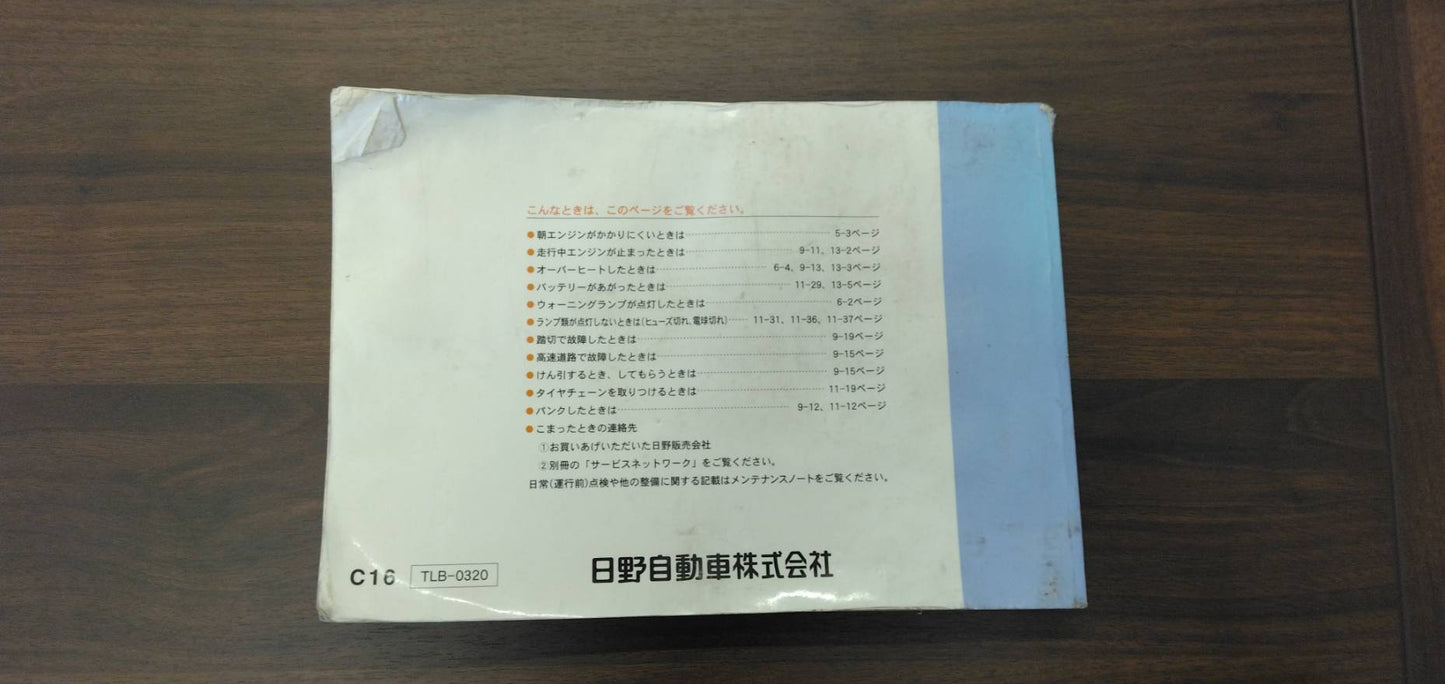 こんなときは、このページをご覧ください。
●朝エンジンがかかりにくいときは 5-3ページ
●走行中エンジンが止まったときは 9-11、13-2ページ
●オーバーヒートしたときは 6-4、9-13、13-3ページ
●バッテリーがあがったときは 11-29、13-5ページ
●ウォーニングランプが点灯したときは 6-2ページ
●ランプ類が点灯しないときは(ヒューズ切れ、電球切れ) 11-31、11-36、11-37ページ
●踏切で故障したときは 9-19ページ
●高速道路で故障したときは 9-15ページ
●けん引するとき、してもらうときは 9-15ページ
●タイヤチェーンを取りつけるときは 11-19ページ
●パンクしたときは 9-12、11-12ページ
●こまったときの連絡先
①お買いあげいただいた日野販売会社
②別冊の「サービスネットワーク」をご覧ください。
日常(運行前)点検や他の整備に関する記載はメンテナンスノートをご覧ください。
日野自動車株式会社
C16 TLB-0320